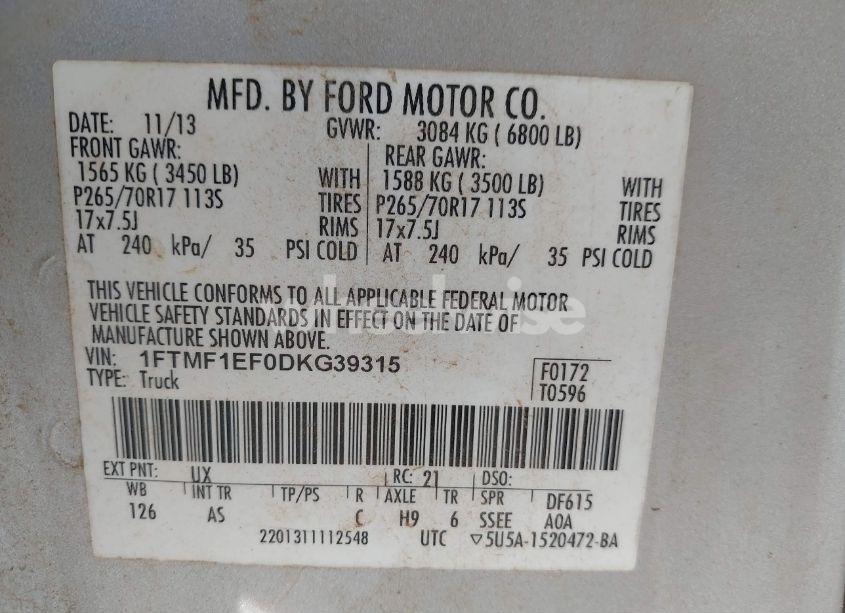 MFD. BY FORD MOTOR CO.
DATE: 11/13 GVWR: 3084 KG ( 6800 LB)
FRONT GAWR: REAR GAWR:
1565 KG ( 3450 LB) WITH 1588 KG ( 3500 LB) WITH
P265/70R17 113S TIRES P265/70R17 113S TIRES
17x7.5J RIMS 17x7.5J RIMS
AT 240 kPa/ 35 PSI COLD AT 240 kPa/ 35 PSI COLD
THIS VEHICLE CONFORMS TO ALL APPLICABLE FEDERAL MOTOR
VEHICLE SAFETY STANDARDS IN EFFECT ON THE DATE OF
MANUFACTURE SHOWN ABOVE.
VIN: 1FTMF1EF0DKG39315 F0172
TYPE: Truck T0596
EXT PNT: UX RC: 21 DSO:
WB INT TR TP/PS R AXLE TR SPR DF615
126 AS C H9 6 SSEE AOA
2201311112548 UTC ▽5U5A-1520472-BA